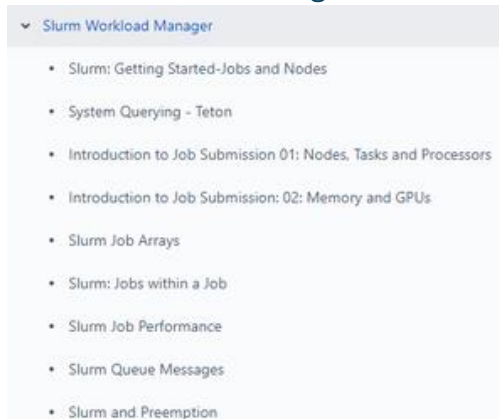 Slurm Workload Manager
Slurm: Getting Started-Jobs and Nodes
System Querying - Teton
Introduction to Job Submission 01: Nodes, Tasks and Processors
Introduction to Job Submission: 02: Memory and GPUs
Slurm Job Arrays
Slurm: Jobs within a Job
Slurm Job Performance
Slurm Queue Messages
Slurm and Preemption